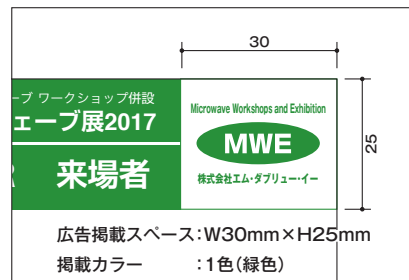 30
ーブ ワークショップ併設
ェーブ展2017
来場者
Microwave Workshops and Exhibition
MWE
株式会社エム・ダブリュー・イー
25
広告掲載スペース:W30mm×H25mm
掲載カラー :1色(緑色)